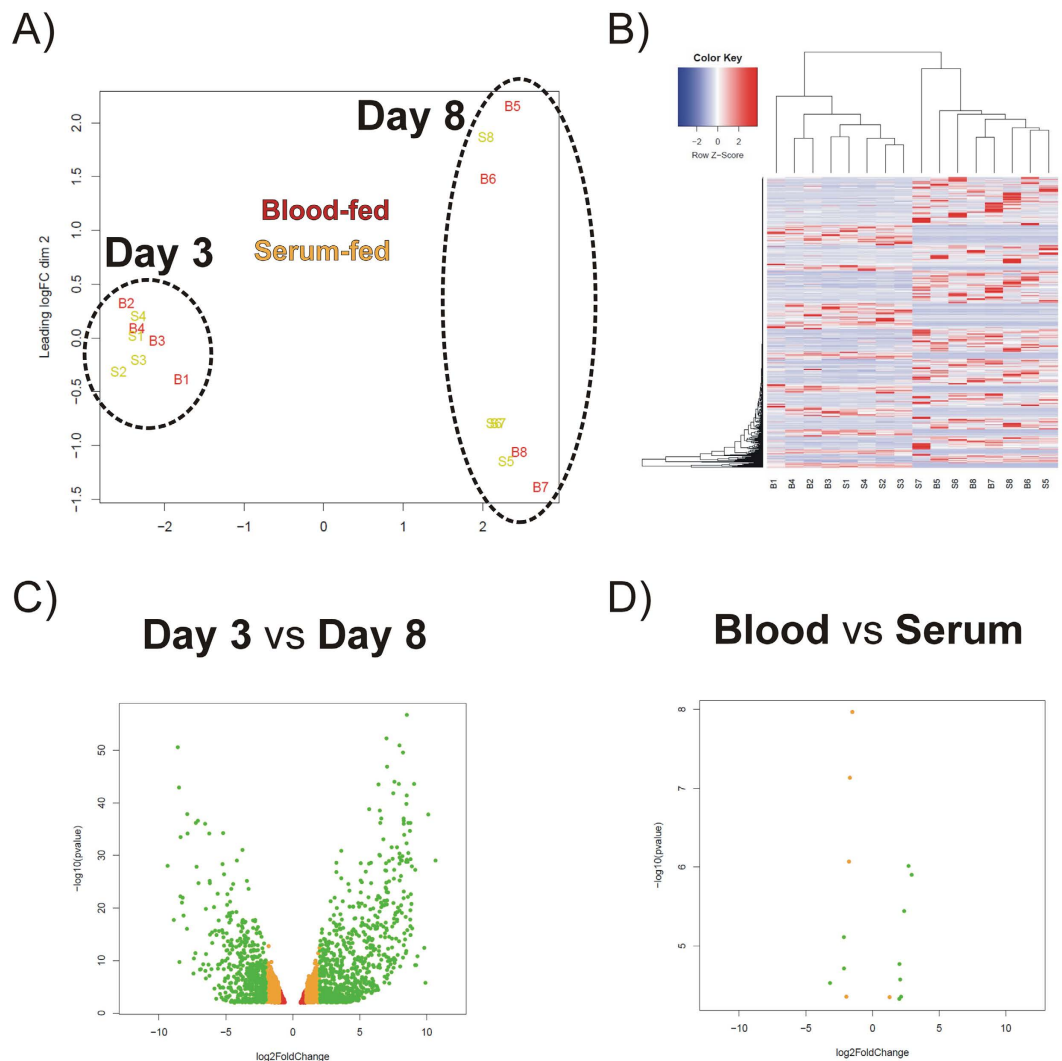 A)
Day 3
Day 8
Blood-fed
Serum-fed
B5
S8
B6
B2
S4
B4
S1
B3
S3
S2
B1
S7
S5
B8
B7
2.0
1.5
1.0
0.5
0.0
−0.5
−1.0
−1.5
Leading logFC dim 2
−2
−1
0
1
2
B)
Color Key
−2
0
2
Row Z-Score
B1
B4
B2
B3
S1
S4
S2
S3
S7
B5
S6
B8
B7
S8
B6
S5
C)
Day 3 vs Day 8
50
40
30
20
10
0
−log10(pvalue)
−10
−5
0
5
10
log2FoldChange
D)
Blood vs Serum
8
7
6
5
−log10(pvalue)
−10
−5
0
5
10
log2FoldChange